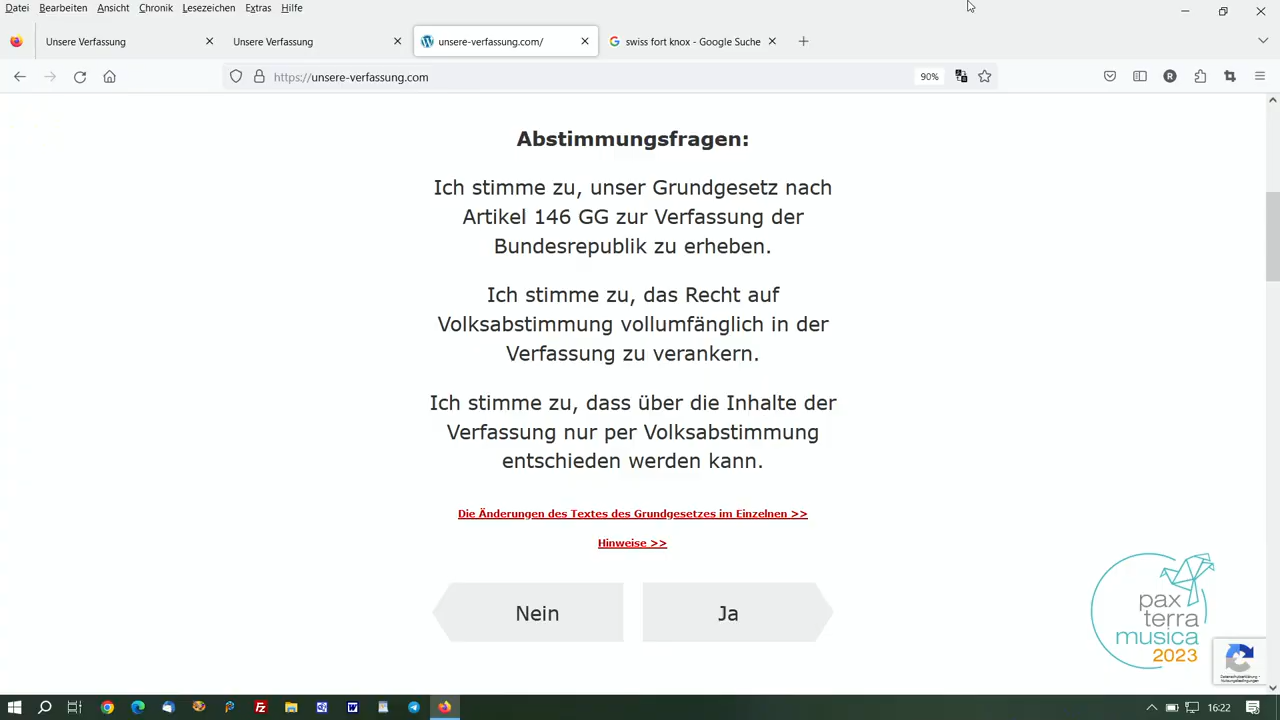 Datei Bearbeiten Ansicht Chronik Lesezeichen Extras Hilfe
Unsere Verfassung
Unsere Verfassung
unsere-verfassung.com/
swiss fort knox - Google Suche
https://unsere-verfassung.com
90%
Abstimmungsfragen:
Ich stimme zu, unser Grundgesetz nach
Artikel 146 GG zur Verfassung der
Bundesrepublik zu erheben.
Ich stimme zu, das Recht auf
Volksabstimmung vollumfänglich in der
Verfassung zu verankern.
Ich stimme zu, dass über die Inhalte der
Verfassung nur per Volksabstimmung
entschieden werden kann.
Die Änderungen des Textes des Grundgesetzes im Einzelnen >>
Hinweise >>
Nein
Ja
pax
terra
musica
2023
Datenschutzerklärung -
Nutzungsbedingungen
16:22